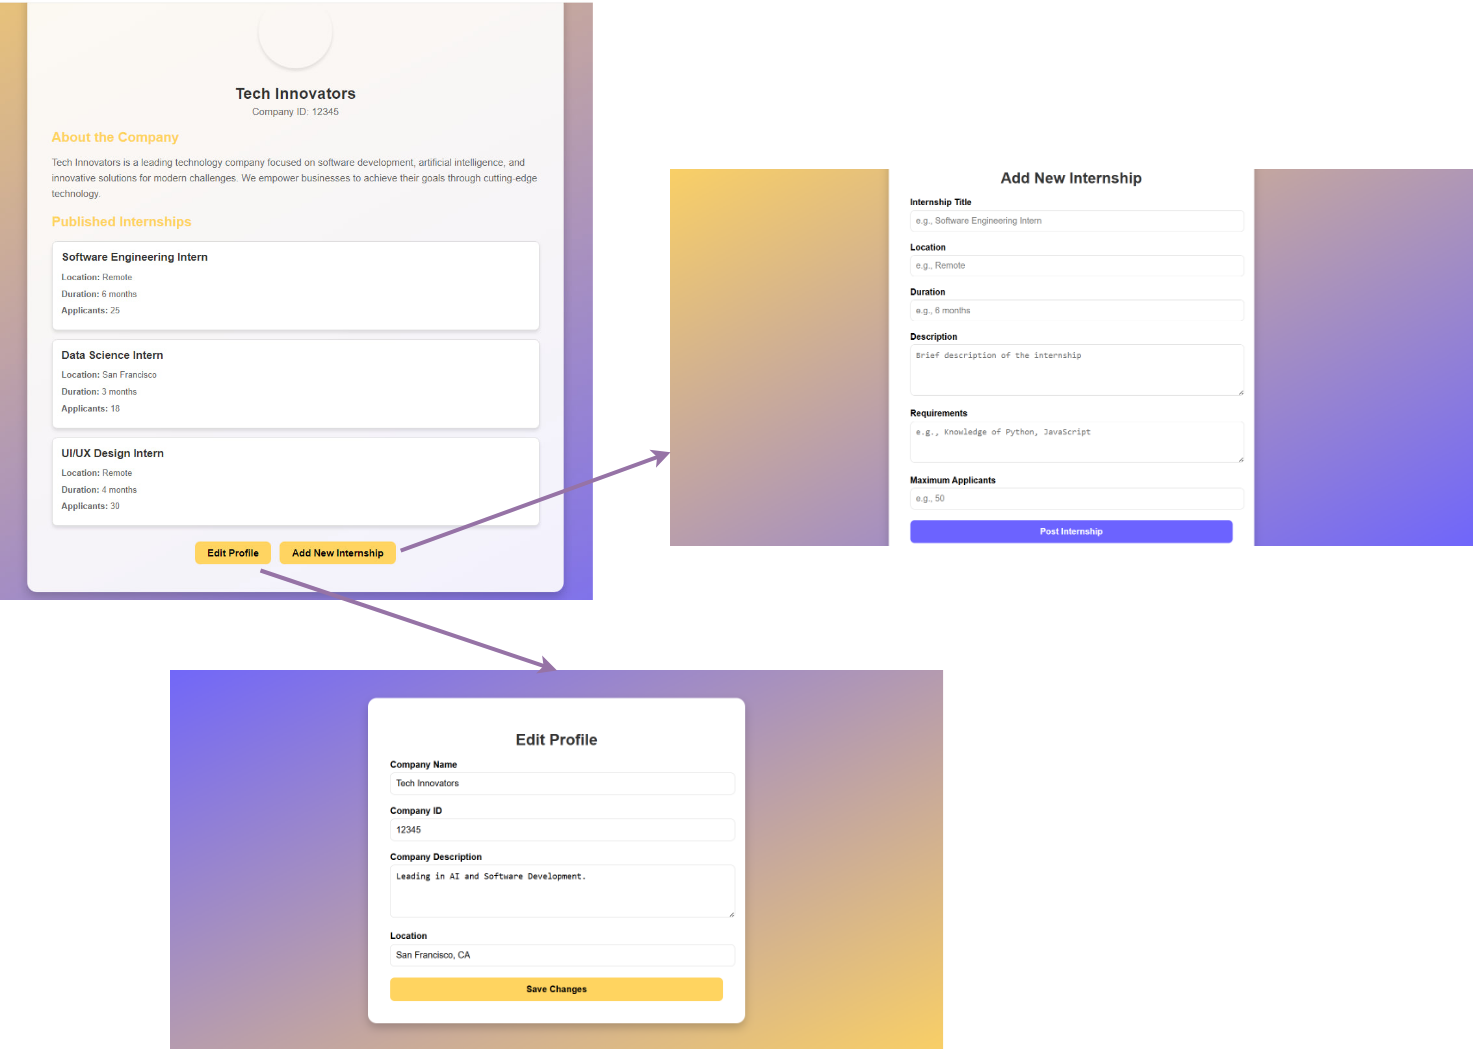 Tech Innovators
Company ID: 12345
About the Company
Tech Innovators is a leading technology company focused on software development, artificial intelligence, and
innovative solutions for modern challenges. We empower businesses to achieve their goals through cutting-edge
technology.
Published Internships
Software Engineering Intern
Location: Remote
Duration: 6 months
Applicants: 25
Data Science Intern
Location: San Francisco
Duration: 3 months
Applicants: 18
UI/UX Design Intern
Location: Remote
Duration: 4 months
Applicants: 30
Edit Profile
Add New Internship
Add New Internship
Internship Title
e.g., Software Engineering Intern
Location
e.g., Remote
Duration
e.g., 6 months
Description
Brief description of the internship
Requirements
e.g., Knowledge of Python, JavaScript
Maximum Applicants
e.g., 50
Post Internship
Edit Profile
Company Name
Tech Innovators
Company ID
12345
Company Description
Leading in AI and Software Development.
Location
San Francisco, CA
Save Changes